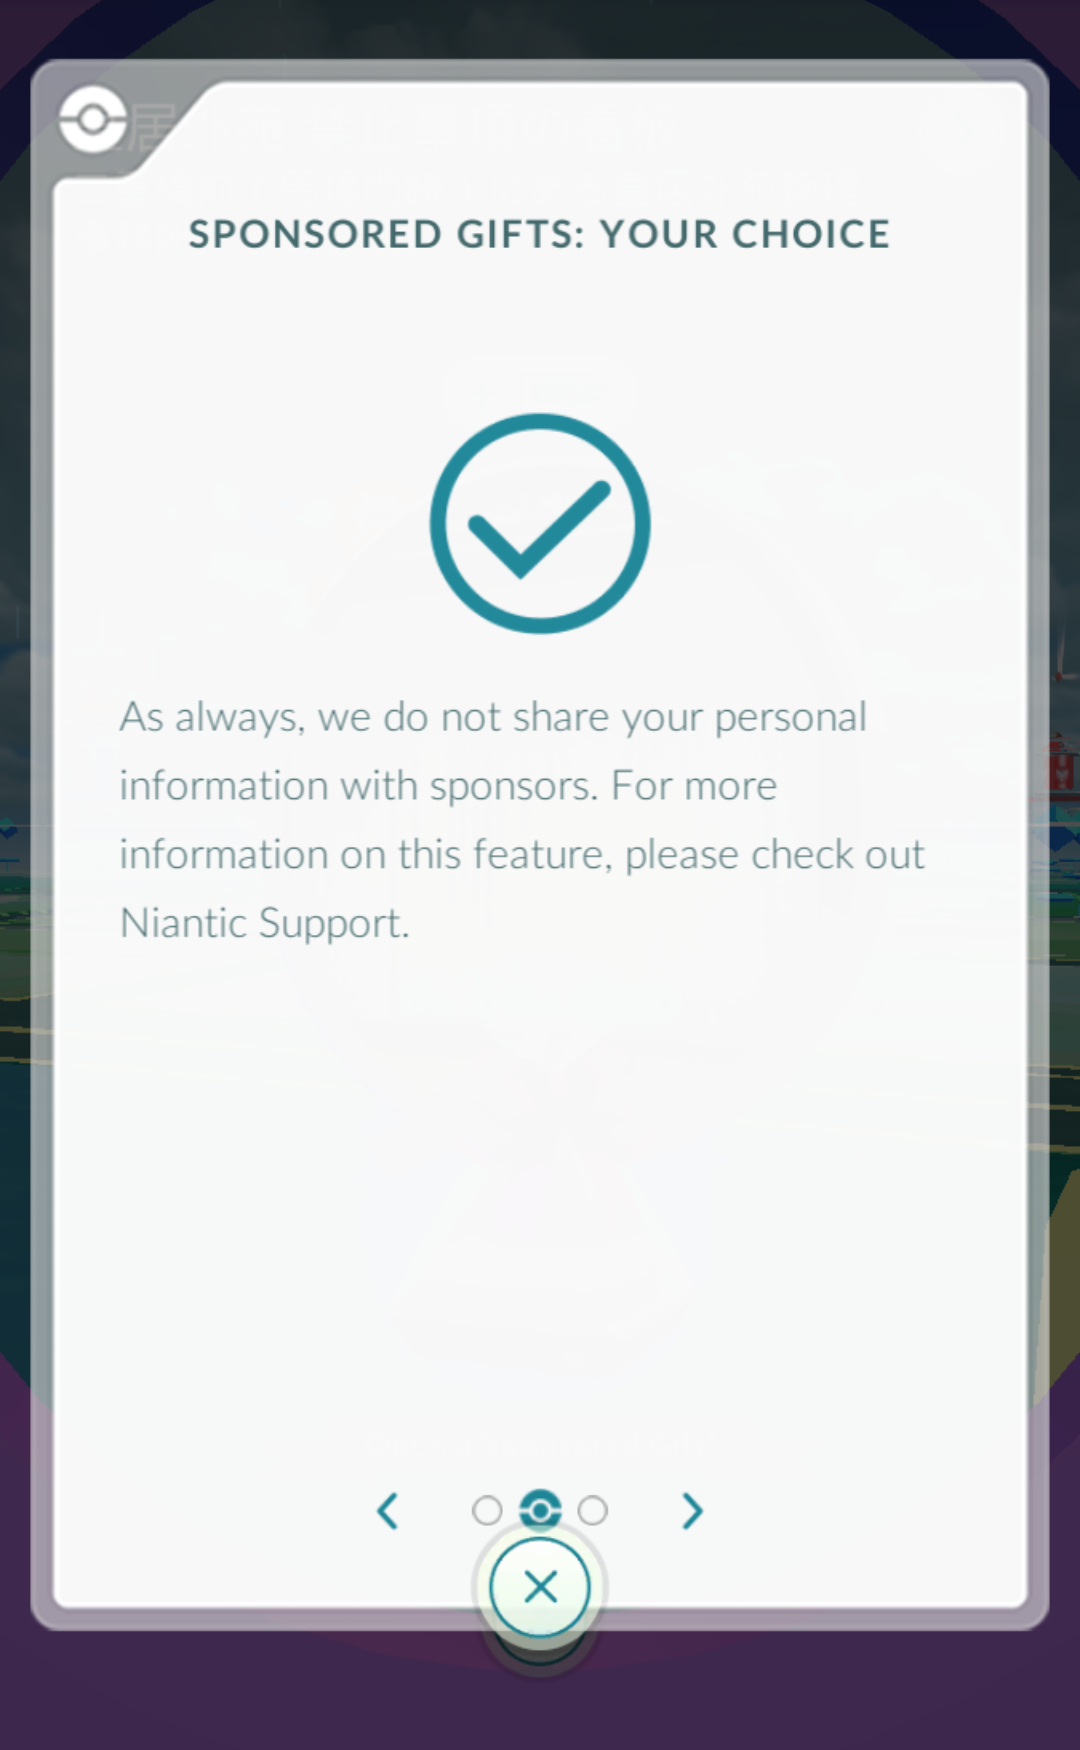 SPONSORED GIFTS: YOUR CHOICE
As always, we do not share your personal
information with sponsors. For more
information on this feature, please check out
Niantic Support.